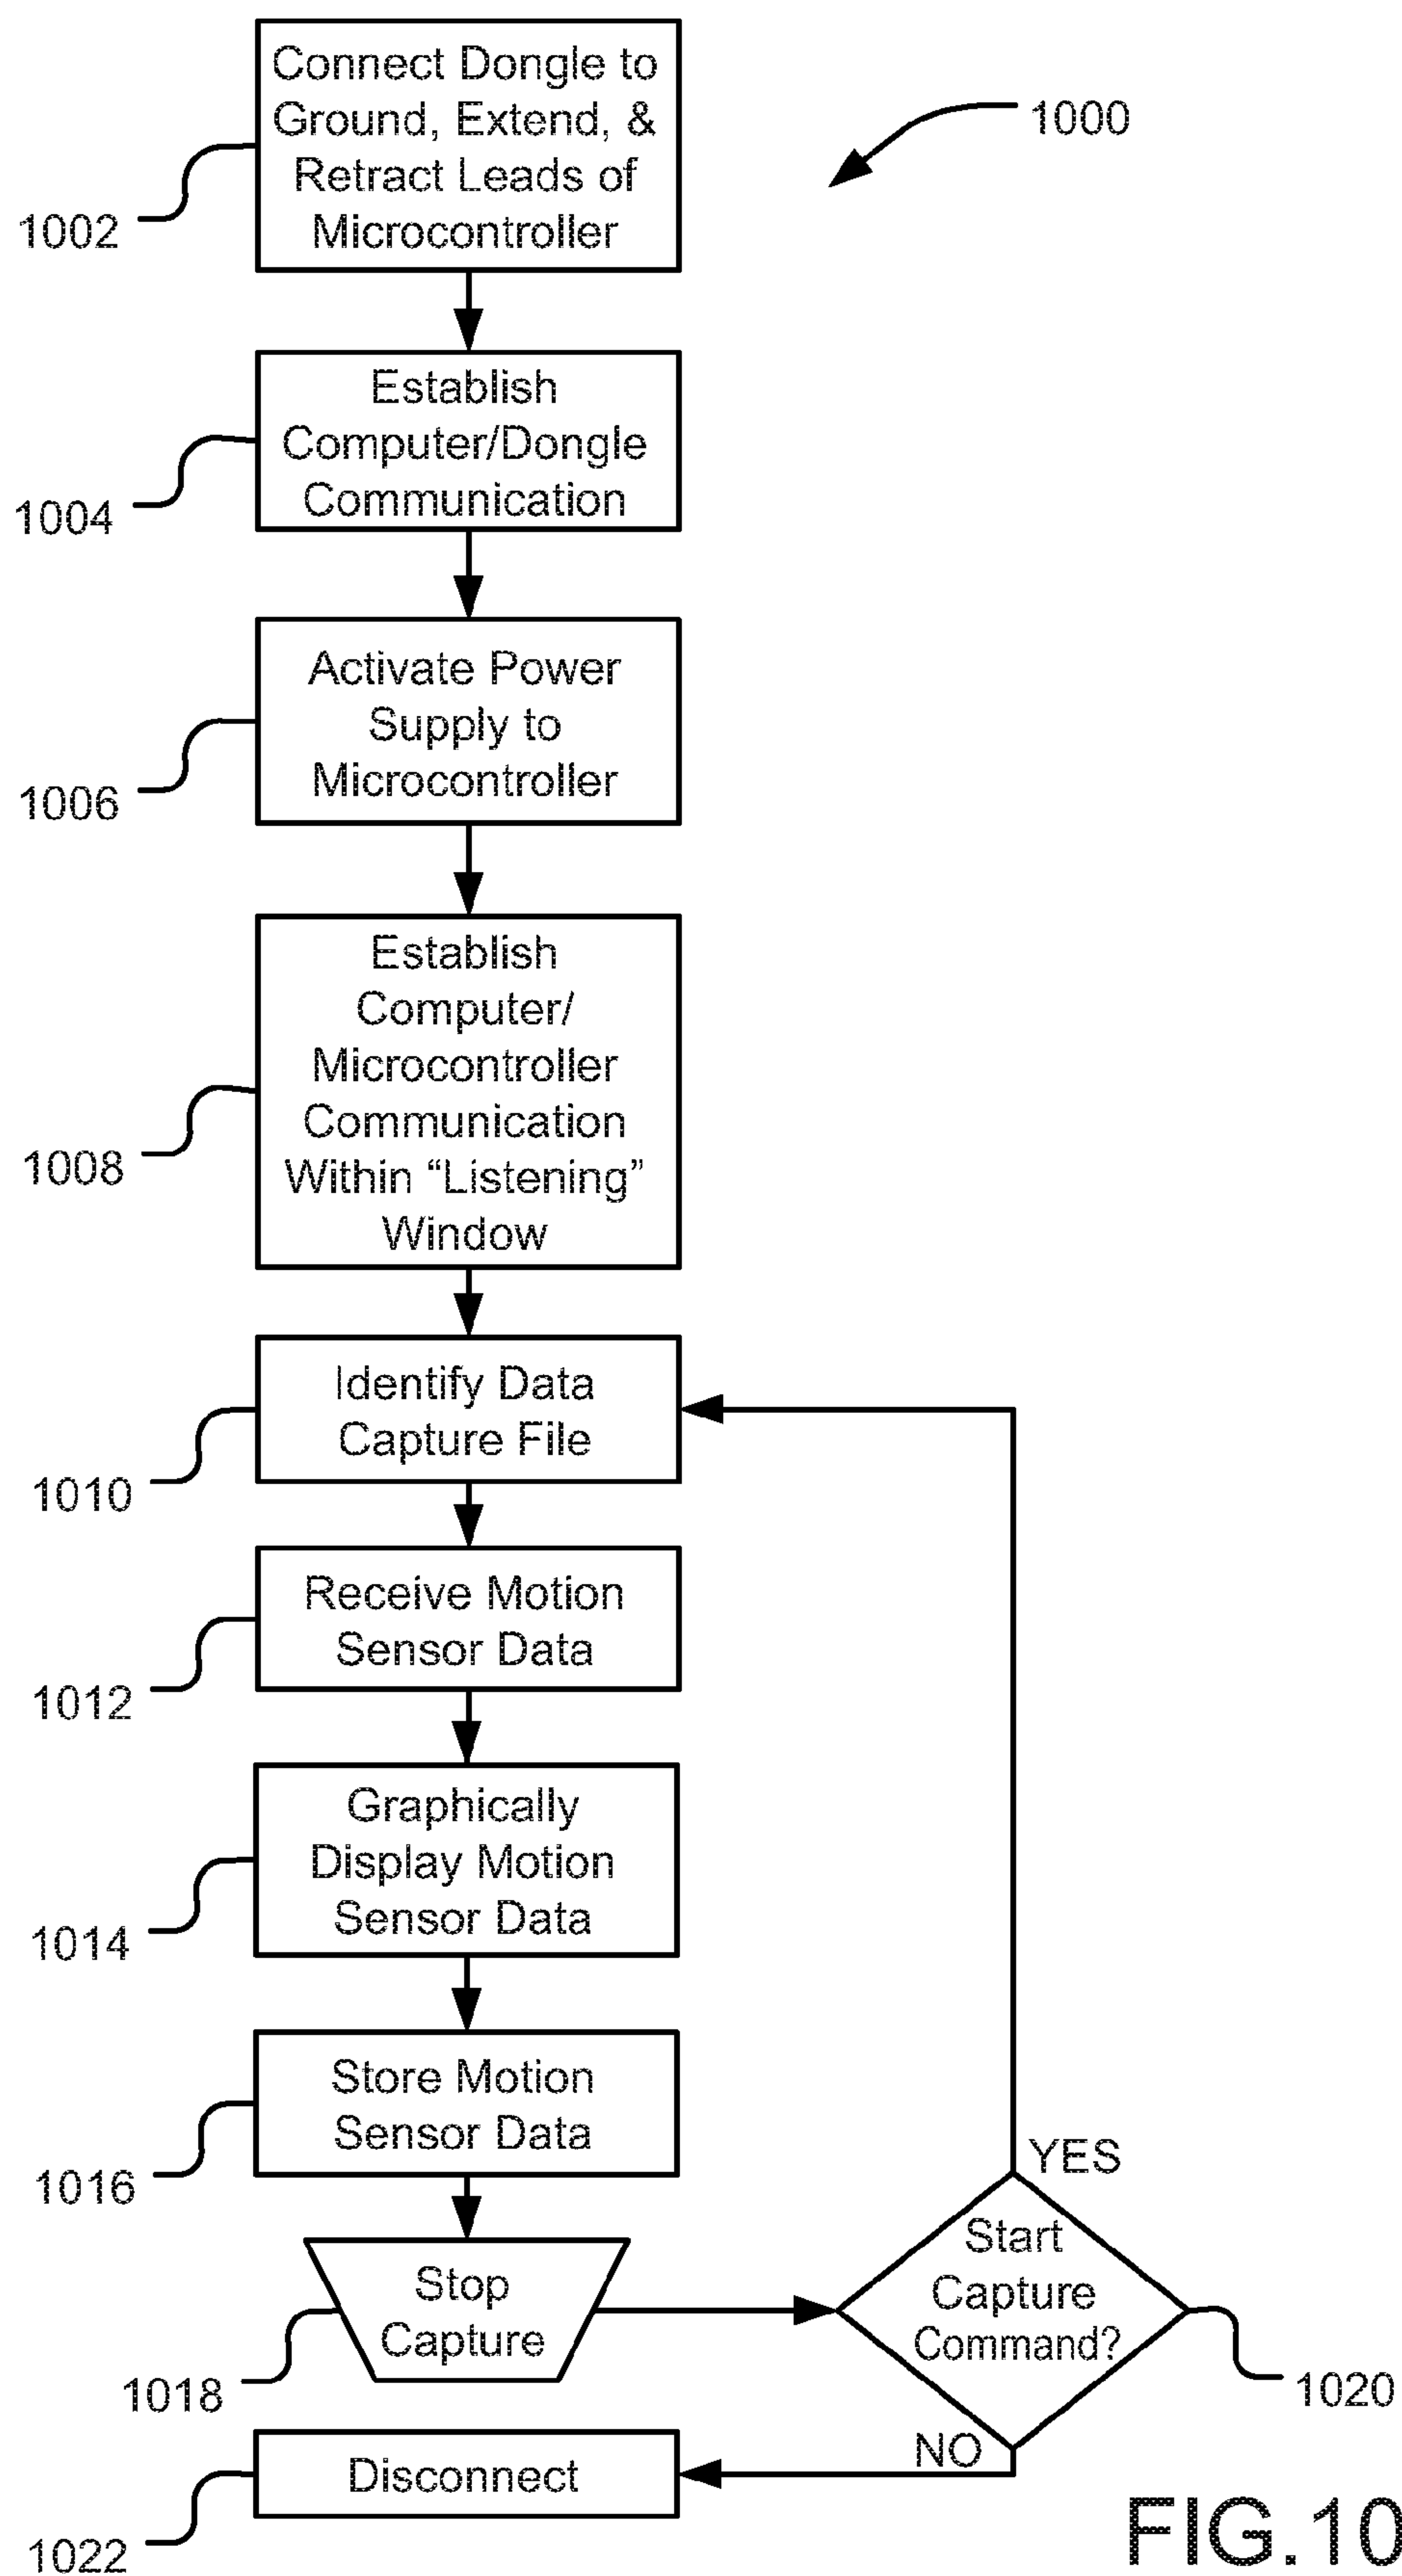 Connect Dongle to
Ground, Extend, &
Retract Leads of
Microcontroller
1000
1002
Establish
Computer/Dongle
Communication
1004
Activate Power
Supply to
Microcontroller
1006
Establish
Computer/
Microcontroller
Communication
Within “Listening”
Window
1008
Identify Data
Capture File
1010
Receive Motion
Sensor Data
1012
Graphically
Display Motion
Sensor Data
1014
Store Motion
Sensor Data
1016
Stop
Capture
1018
YES
Start
Capture
Command?
1020
NO
Disconnect
1022
FIG.10